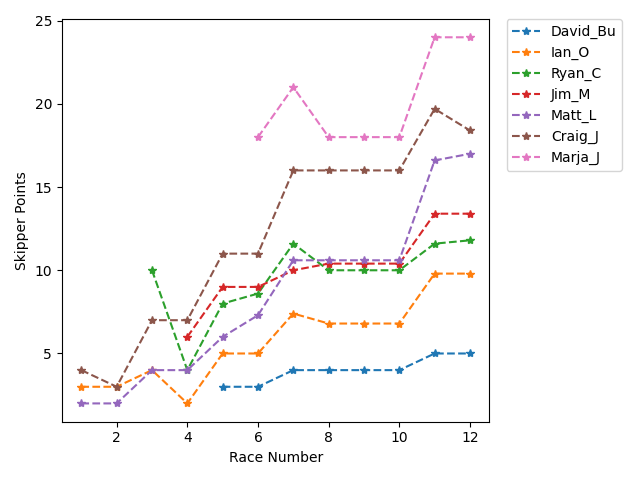 25
20
15
10
5
Skipper Points
2 4 6 8 10 12
Race Number
David_Bu
Ian_O
Ryan_C
Jim_M
Matt_L
Craig_J
Marja_J